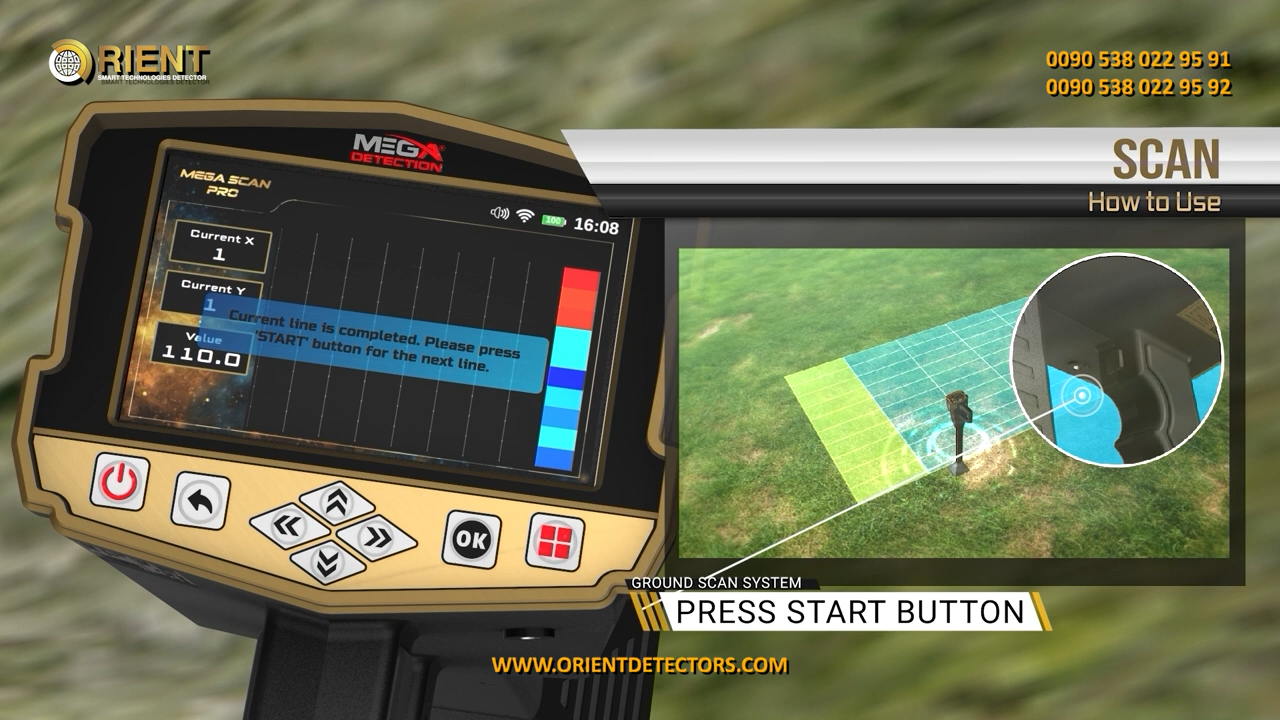 ORIENT
SMART TECHNOLOGIES DETECTOR
0090 538 022 95 91
0090 538 022 95 92
SCAN
How to Use
MEGA
DETECTION
MEGA SCAN
PRO
100
16:08
Current X
1
Current Y
1
Value
110.0
Current line is completed. Please press
'START' button for the next line.
OK
GROUND SCAN SYSTEM
PRESS START BUTTON
WWW.ORIENTDETECTORS.COM